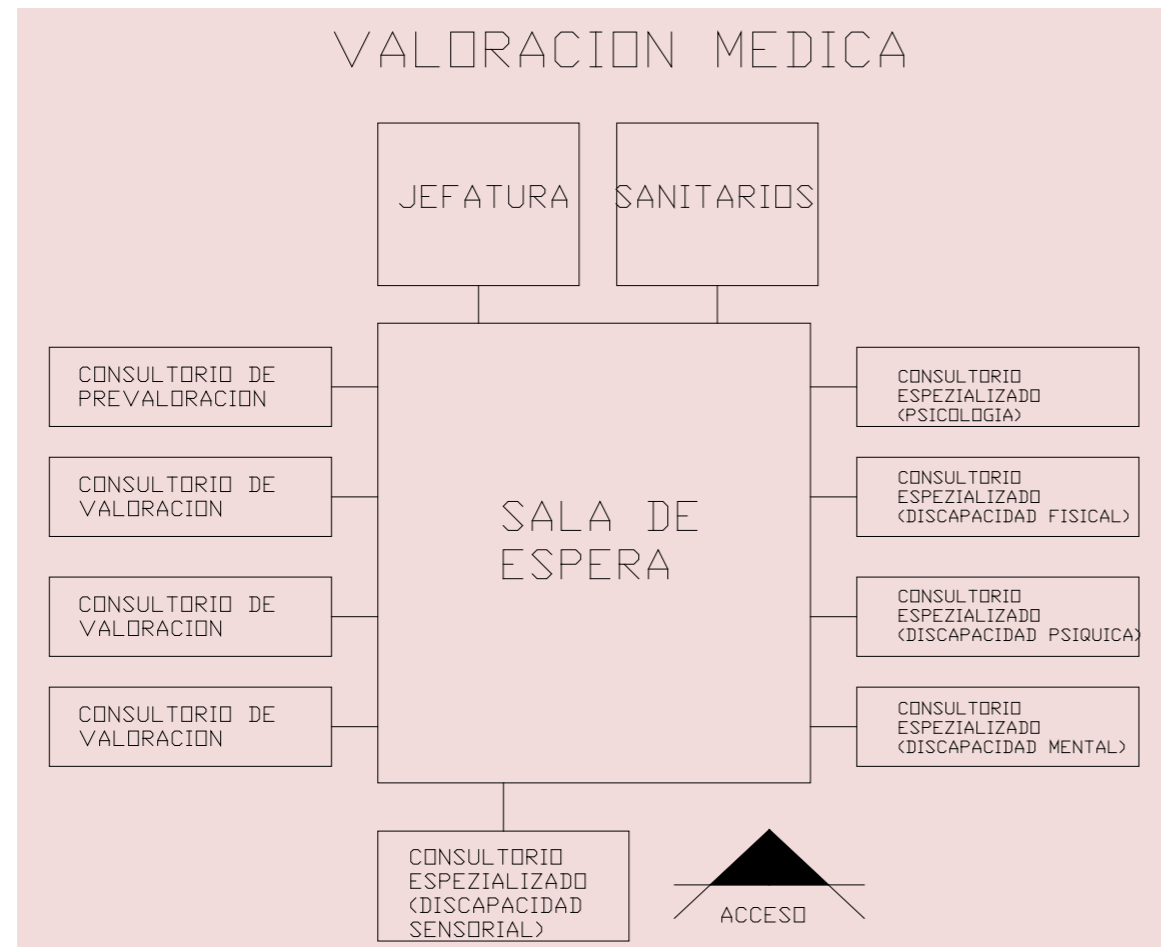 VALORACION MEDICA
JEFATURA
SANITARIOS
CONSULTORIO DE
PREVALORACION
CONSULTORIO DE
VALORACION
CONSULTORIO DE
VALORACION
CONSULTORIO DE
VALORACION
SALA DE
ESPERA
CONSULTORIO
ESPEZIALIZADO
(PSICOLOGIA)
CONSULTORIO
ESPEZIALIZADO
(DISCAPACIDAD FISICAL)
CONSULTORIO
ESPEZIALIZADO
(DISCAPACIDAD PSIQUICA)
CONSULTORIO
ESPEZIALIZADO
(DISCAPACIDAD MENTAL)
CONSULTORIO
ESPEZIALIZADO
(DISCAPACIDAD
SENSORIAL)
ACCESO